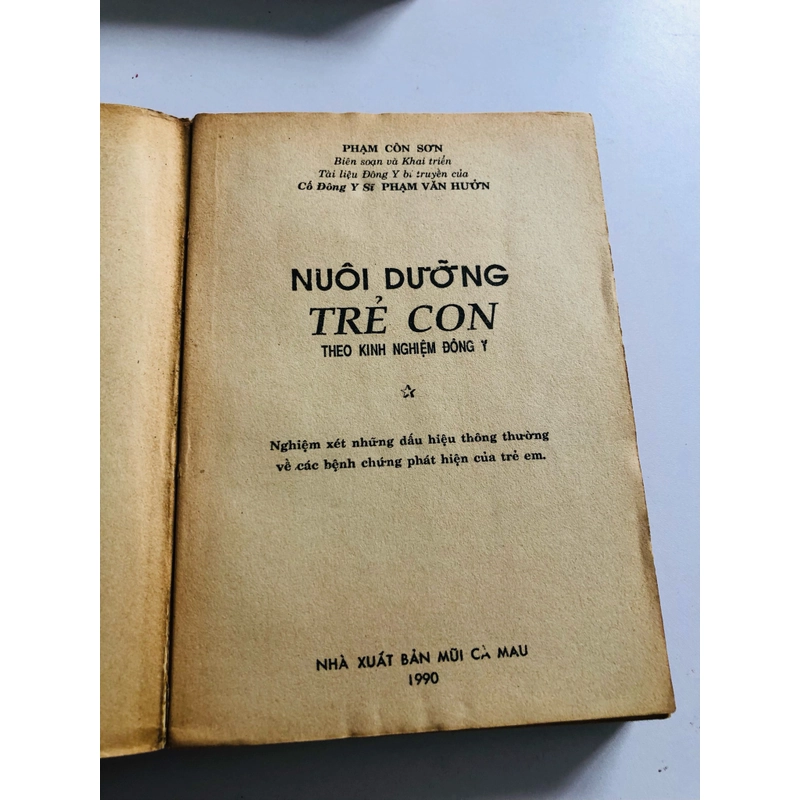 PHẠM CÔN SƠN
Biên soạn và Khai triển
Tài liệu Đông Y bí truyền của
Cố Đông Y Sĩ PHẠM VĂN HƯỞN
NUÔI DƯỠNG
TRẺ CON
THEO KINH NGHIỆM ĐÔNG Y
Nghiệm xét những dấu hiệu thông thường
về các bệnh chứng phát hiện của trẻ em.
NHÀ XUẤT BẢN MŨI CÀ MAU
1990